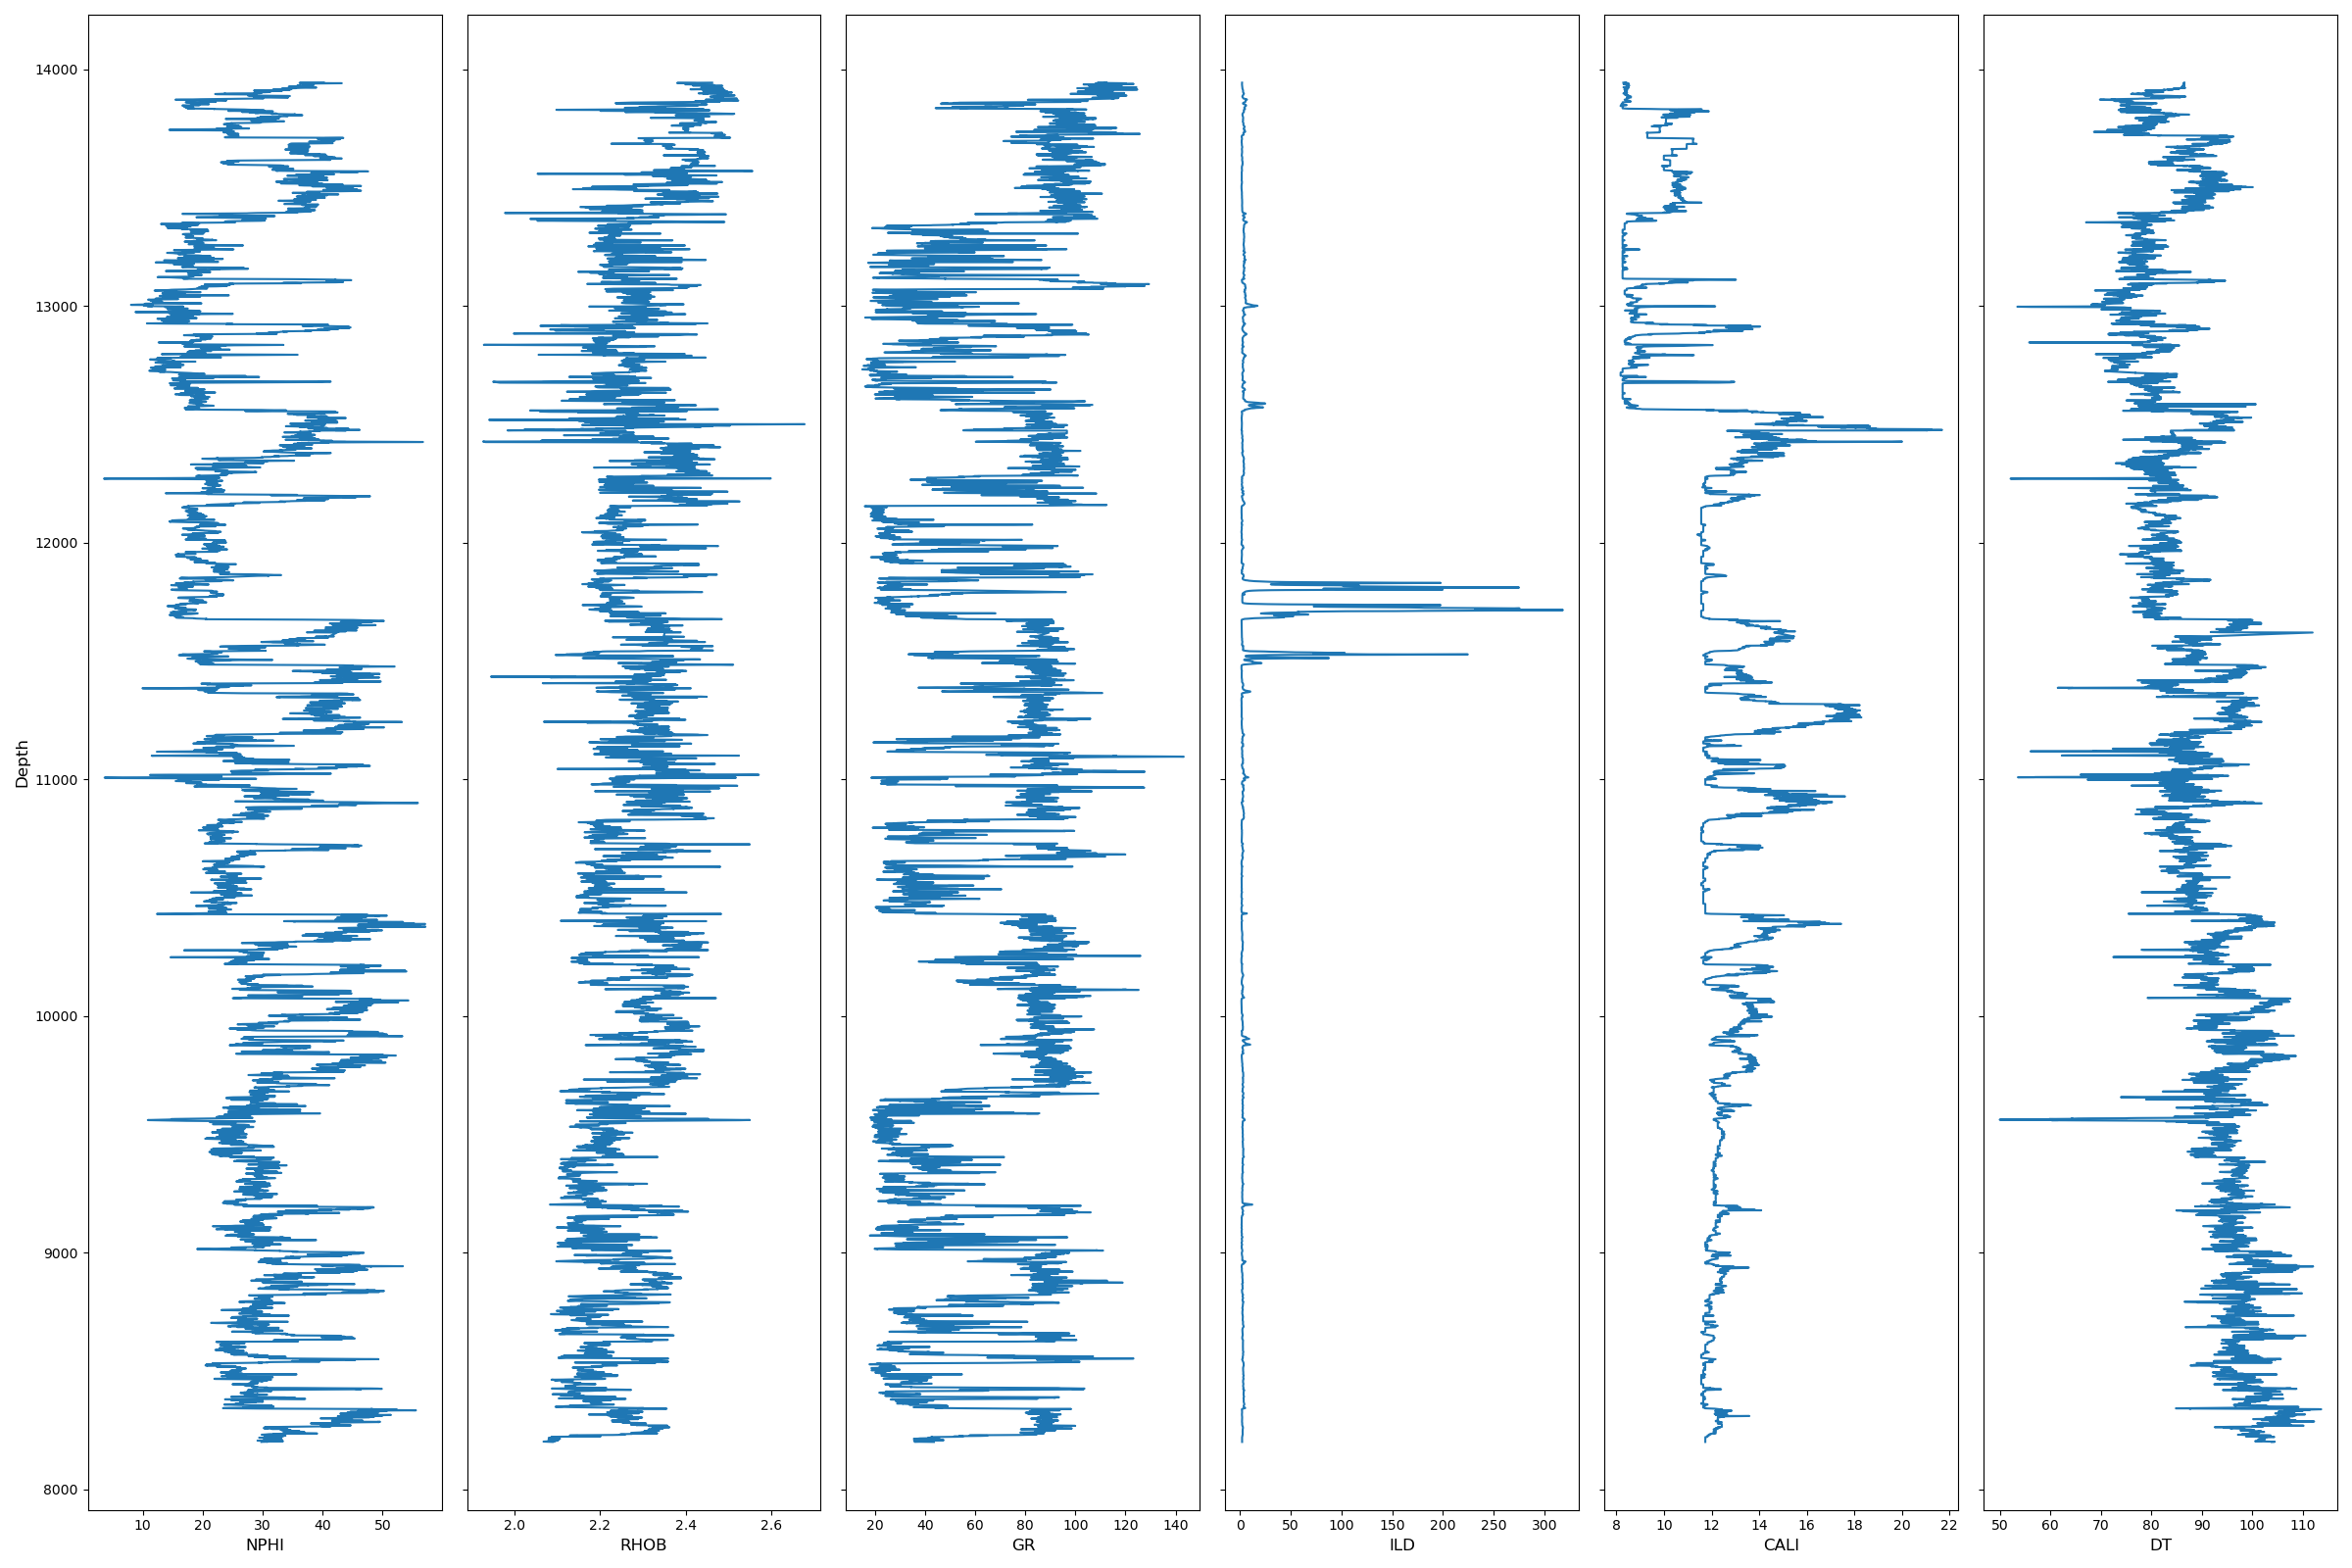 14000
13000
12000
11000
10000
9000
8000
Depth
10 20 30 40 50
NPHI
2.0 2.2 2.4 2.6
RHOB
20 40 60 80 100 120 140
GR
0 50 100 150 200 250 300
ILD
8 10 12 14 16 18 20 22
CALI
50 60 70 80 90 100 110
DT